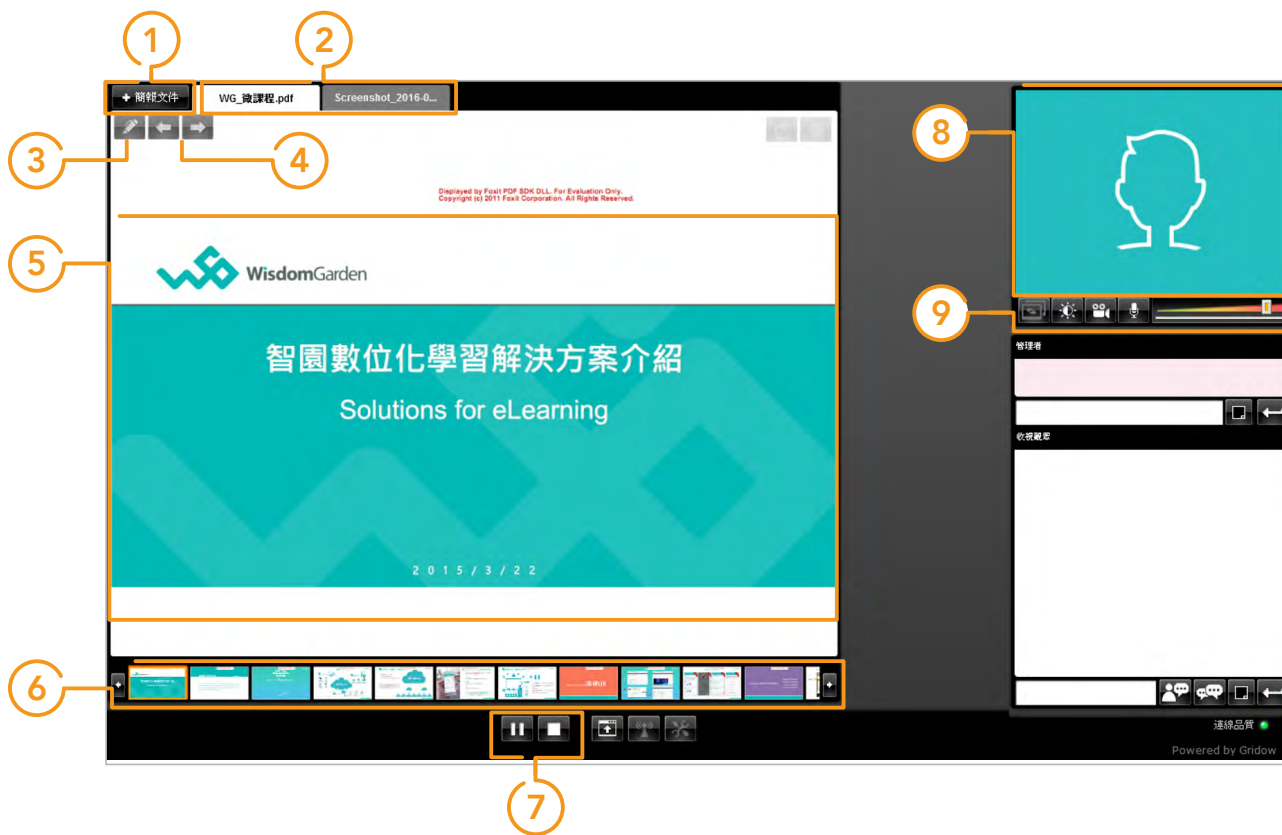 1
2
+ 簡報文件
WG_微課程.pdf
Screenshot_2016-0...
3
4
8
Displayed by Foxit PDF SDK DLL. For Evaluation Only.
Copyright (c) 2011 Foxit Corporation. All Rights Reserved.
5
WisdomGarden
9
智園數位化學習解決方案介紹
管理者
Solutions for eLearning
收視觀眾
2015/3/22
6
7
連線品質
Powered by Gridow